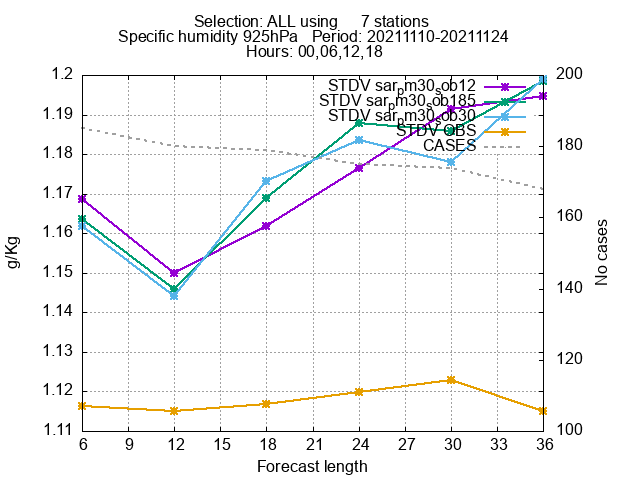 Selection: ALL using 7 stations
Specific humidity 925hPa Period: 20211110-20211124
Hours: 00,06,12,18
1.2
1.19
1.18
1.17
1.16
1.15
1.14
1.13
1.12
1.11
g/Kg
STDV sarpm30sob12
STDV sarpm30sob185
STDV sarpm30sob30
STDV OBS
CASES
200
180
160
140
120
100
No cases
6 9 12 15 18 21 24 27 30 33 36
Forecast length